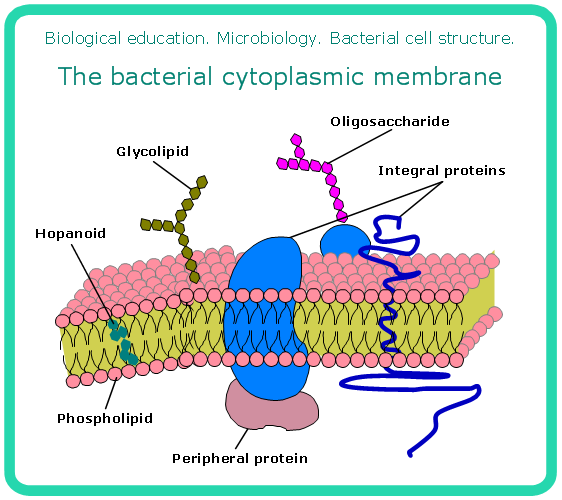 Biological education. Microbiology. Bacterial cell structure.
The bacterial cytoplasmic membrane
Oligosaccharide
Glycolipid
Integral proteins
Hopanoid
Phospholipid
Peripheral protein